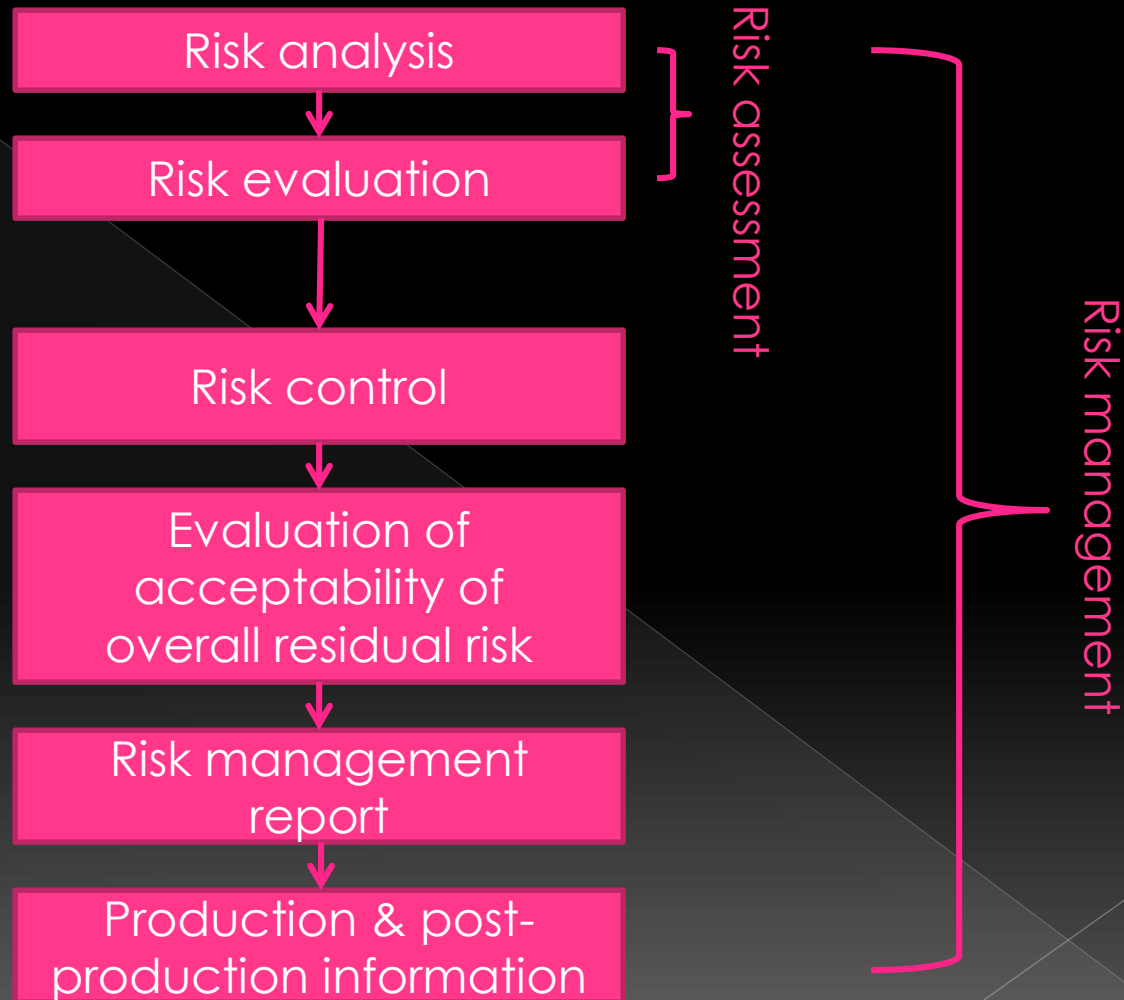 Risk analysis
Risk evaluation
Risk control
Evaluation of
acceptability of
overall residual risk
Risk management
report
Production & post-
production information
Risk assessment
Risk management